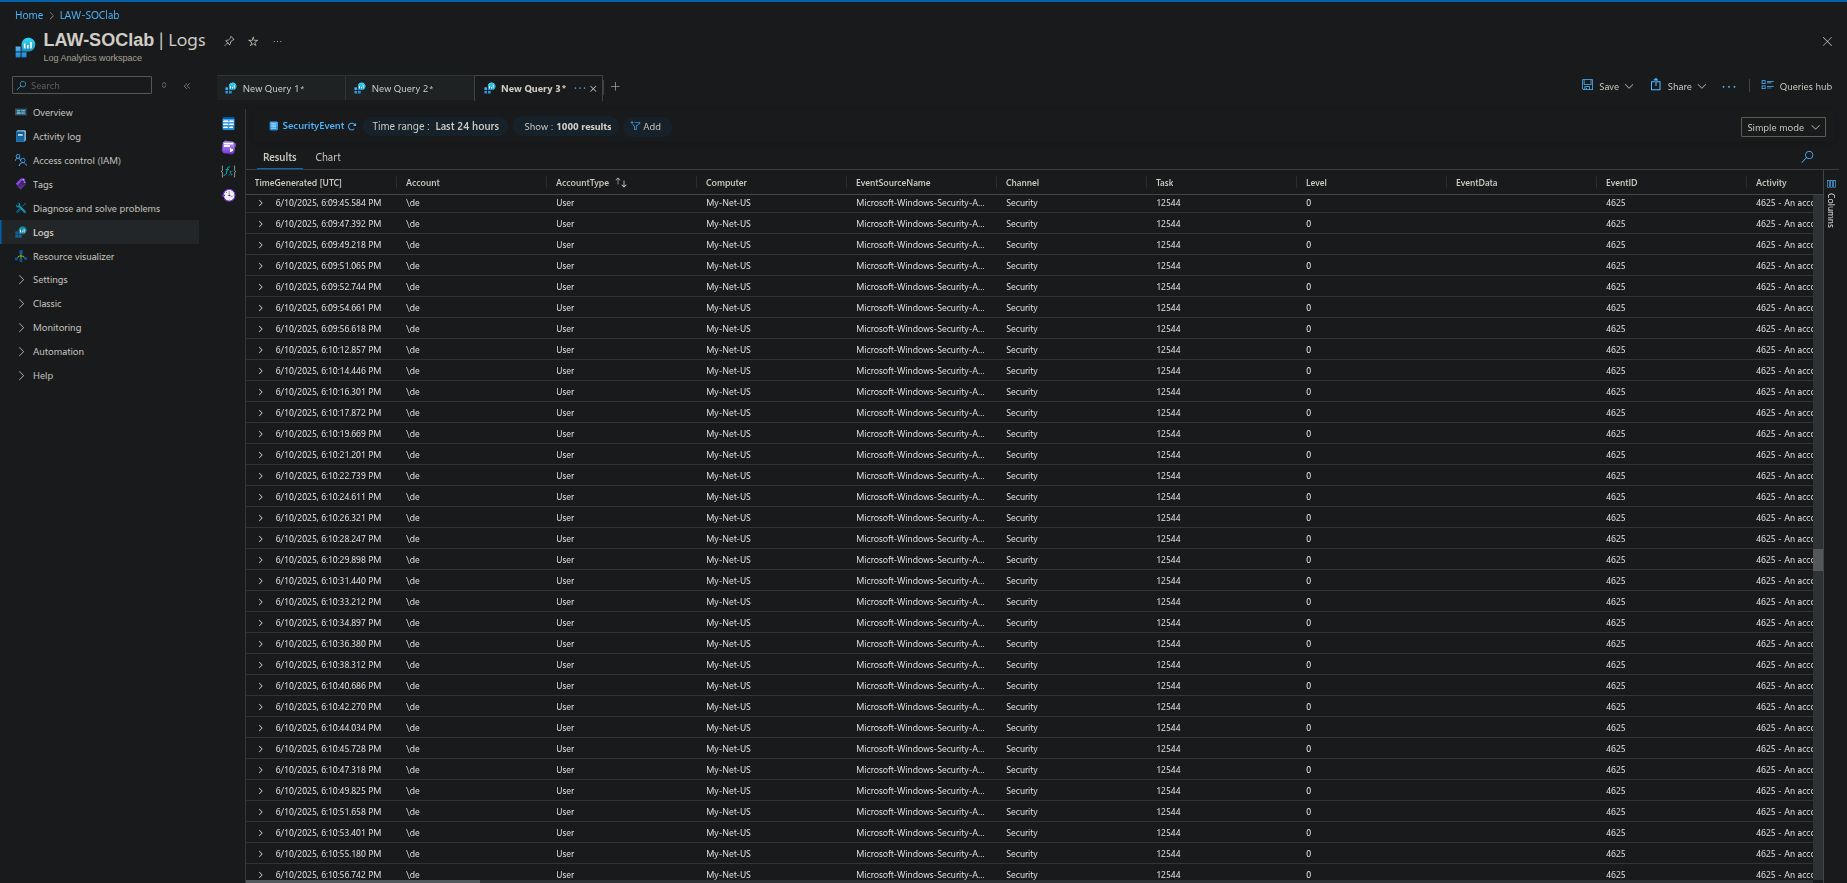 Home > LAW-SOClab
LAW-SOClab | Logs ...
Log Analytics workspace
Search
Overview
Activity log
Access control (IAM)
Tags
Diagnose and solve problems
Logs
Resource visualizer
Settings
Classic
Monitoring
Automation
Help
New Query 1* New Query 2* New Query 3* ... × +
Save Share ... Queries hub
SecurityEvent Time range : Last 24 hours Show : 1000 results Add Simple mode
Results Chart
TimeGenerated [UTC] Account AccountType ↑↓ Computer EventSourceName Channel Task Level EventData EventID Activity
Columns
6/10/2025, 6:09:45.584 PM \de User My-Net-US Microsoft-Windows-Security-A... Security 12544 0 4625 4625 - An acco
6/10/2025, 6:09:47.392 PM \de User My-Net-US Microsoft-Windows-Security-A... Security 12544 0 4625 4625 - An acco
6/10/2025, 6:09:49.218 PM \de User My-Net-US Microsoft-Windows-Security-A... Security 12544 0 4625 4625 - An acco
6/10/2025, 6:09:51.065 PM \de User My-Net-US Microsoft-Windows-Security-A... Security 12544 0 4625 4625 - An acco
6/10/2025, 6:09:52.744 PM \de User My-Net-US Microsoft-Windows-Security-A... Security 12544 0 4625 4625 - An acco
6/10/2025, 6:09:54.661 PM \de User My-Net-US Microsoft-Windows-Security-A... Security 12544 0 4625 4625 - An acco
6/10/2025, 6:09:56.618 PM \de User My-Net-US Microsoft-Windows-Security-A... Security 12544 0 4625 4625 - An acco
6/10/2025, 6:10:12.857 PM \de User My-Net-US Microsoft-Windows-Security-A... Security 12544 0 4625 4625 - An acco
6/10/2025, 6:10:14.446 PM \de User My-Net-US Microsoft-Windows-Security-A... Security 12544 0 4625 4625 - An acco
6/10/2025, 6:10:16.301 PM \de User My-Net-US Microsoft-Windows-Security-A... Security 12544 0 4625 4625 - An acco
6/10/2025, 6:10:17.872 PM \de User My-Net-US Microsoft-Windows-Security-A... Security 12544 0 4625 4625 - An acco
6/10/2025, 6:10:19.669 PM \de User My-Net-US Microsoft-Windows-Security-A... Security 12544 0 4625 4625 - An acco
6/10/2025, 6:10:21.201 PM \de User My-Net-US Microsoft-Windows-Security-A... Security 12544 0 4625 4625 - An acco
6/10/2025, 6:10:22.739 PM \de User My-Net-US Microsoft-Windows-Security-A... Security 12544 0 4625 4625 - An acco
6/10/2025, 6:10:24.611 PM \de User My-Net-US Microsoft-Windows-Security-A... Security 12544 0 4625 4625 - An acco
6/10/2025, 6:10:26.321 PM \de User My-Net-US Microsoft-Windows-Security-A... Security 12544 0 4625 4625 - An acco
6/10/2025, 6:10:28.247 PM \de User My-Net-US Microsoft-Windows-Security-A... Security 12544 0 4625 4625 - An acco
6/10/2025, 6:10:29.898 PM \de User My-Net-US Microsoft-Windows-Security-A... Security 12544 0 4625 4625 - An acco
6/10/2025, 6:10:31.440 PM \de User My-Net-US Microsoft-Windows-Security-A... Security 12544 0 4625 4625 - An acco
6/10/2025, 6:10:33.212 PM \de User My-Net-US Microsoft-Windows-Security-A... Security 12544 0 4625 4625 - An acco
6/10/2025, 6:10:34.897 PM \de User My-Net-US Microsoft-Windows-Security-A... Security 12544 0 4625 4625 - An acco
6/10/2025, 6:10:36.380 PM \de User My-Net-US Microsoft-Windows-Security-A... Security 12544 0 4625 4625 - An acco
6/10/2025, 6:10:38.312 PM \de User My-Net-US Microsoft-Windows-Security-A... Security 12544 0 4625 4625 - An acco
6/10/2025, 6:10:40.686 PM \de User My-Net-US Microsoft-Windows-Security-A... Security 12544 0 4625 4625 - An acco
6/10/2025, 6:10:42.270 PM \de User My-Net-US Microsoft-Windows-Security-A... Security 12544 0 4625 4625 - An acco
6/10/2025, 6:10:44.034 PM \de User My-Net-US Microsoft-Windows-Security-A... Security 12544 0 4625 4625 - An acco
6/10/2025, 6:10:45.728 PM \de User My-Net-US Microsoft-Windows-Security-A... Security 12544 0 4625 4625 - An acco
6/10/2025, 6:10:47.318 PM \de User My-Net-US Microsoft-Windows-Security-A... Security 12544 0 4625 4625 - An acco
6/10/2025, 6:10:49.825 PM \de User My-Net-US Microsoft-Windows-Security-A... Security 12544 0 4625 4625 - An acco
6/10/2025, 6:10:51.658 PM \de User My-Net-US Microsoft-Windows-Security-A... Security 12544 0 4625 4625 - An acco
6/10/2025, 6:10:53.401 PM \de User My-Net-US Microsoft-Windows-Security-A... Security 12544 0 4625 4625 - An acco
6/10/2025, 6:10:55.180 PM \de User My-Net-US Microsoft-Windows-Security-A... Security 12544 0 4625 4625 - An acco
6/10/2025, 6:10:56.742 PM \de User My-Net-US Microsoft-Windows-Security-A... Security 12544 0 4625 4625 - An acco